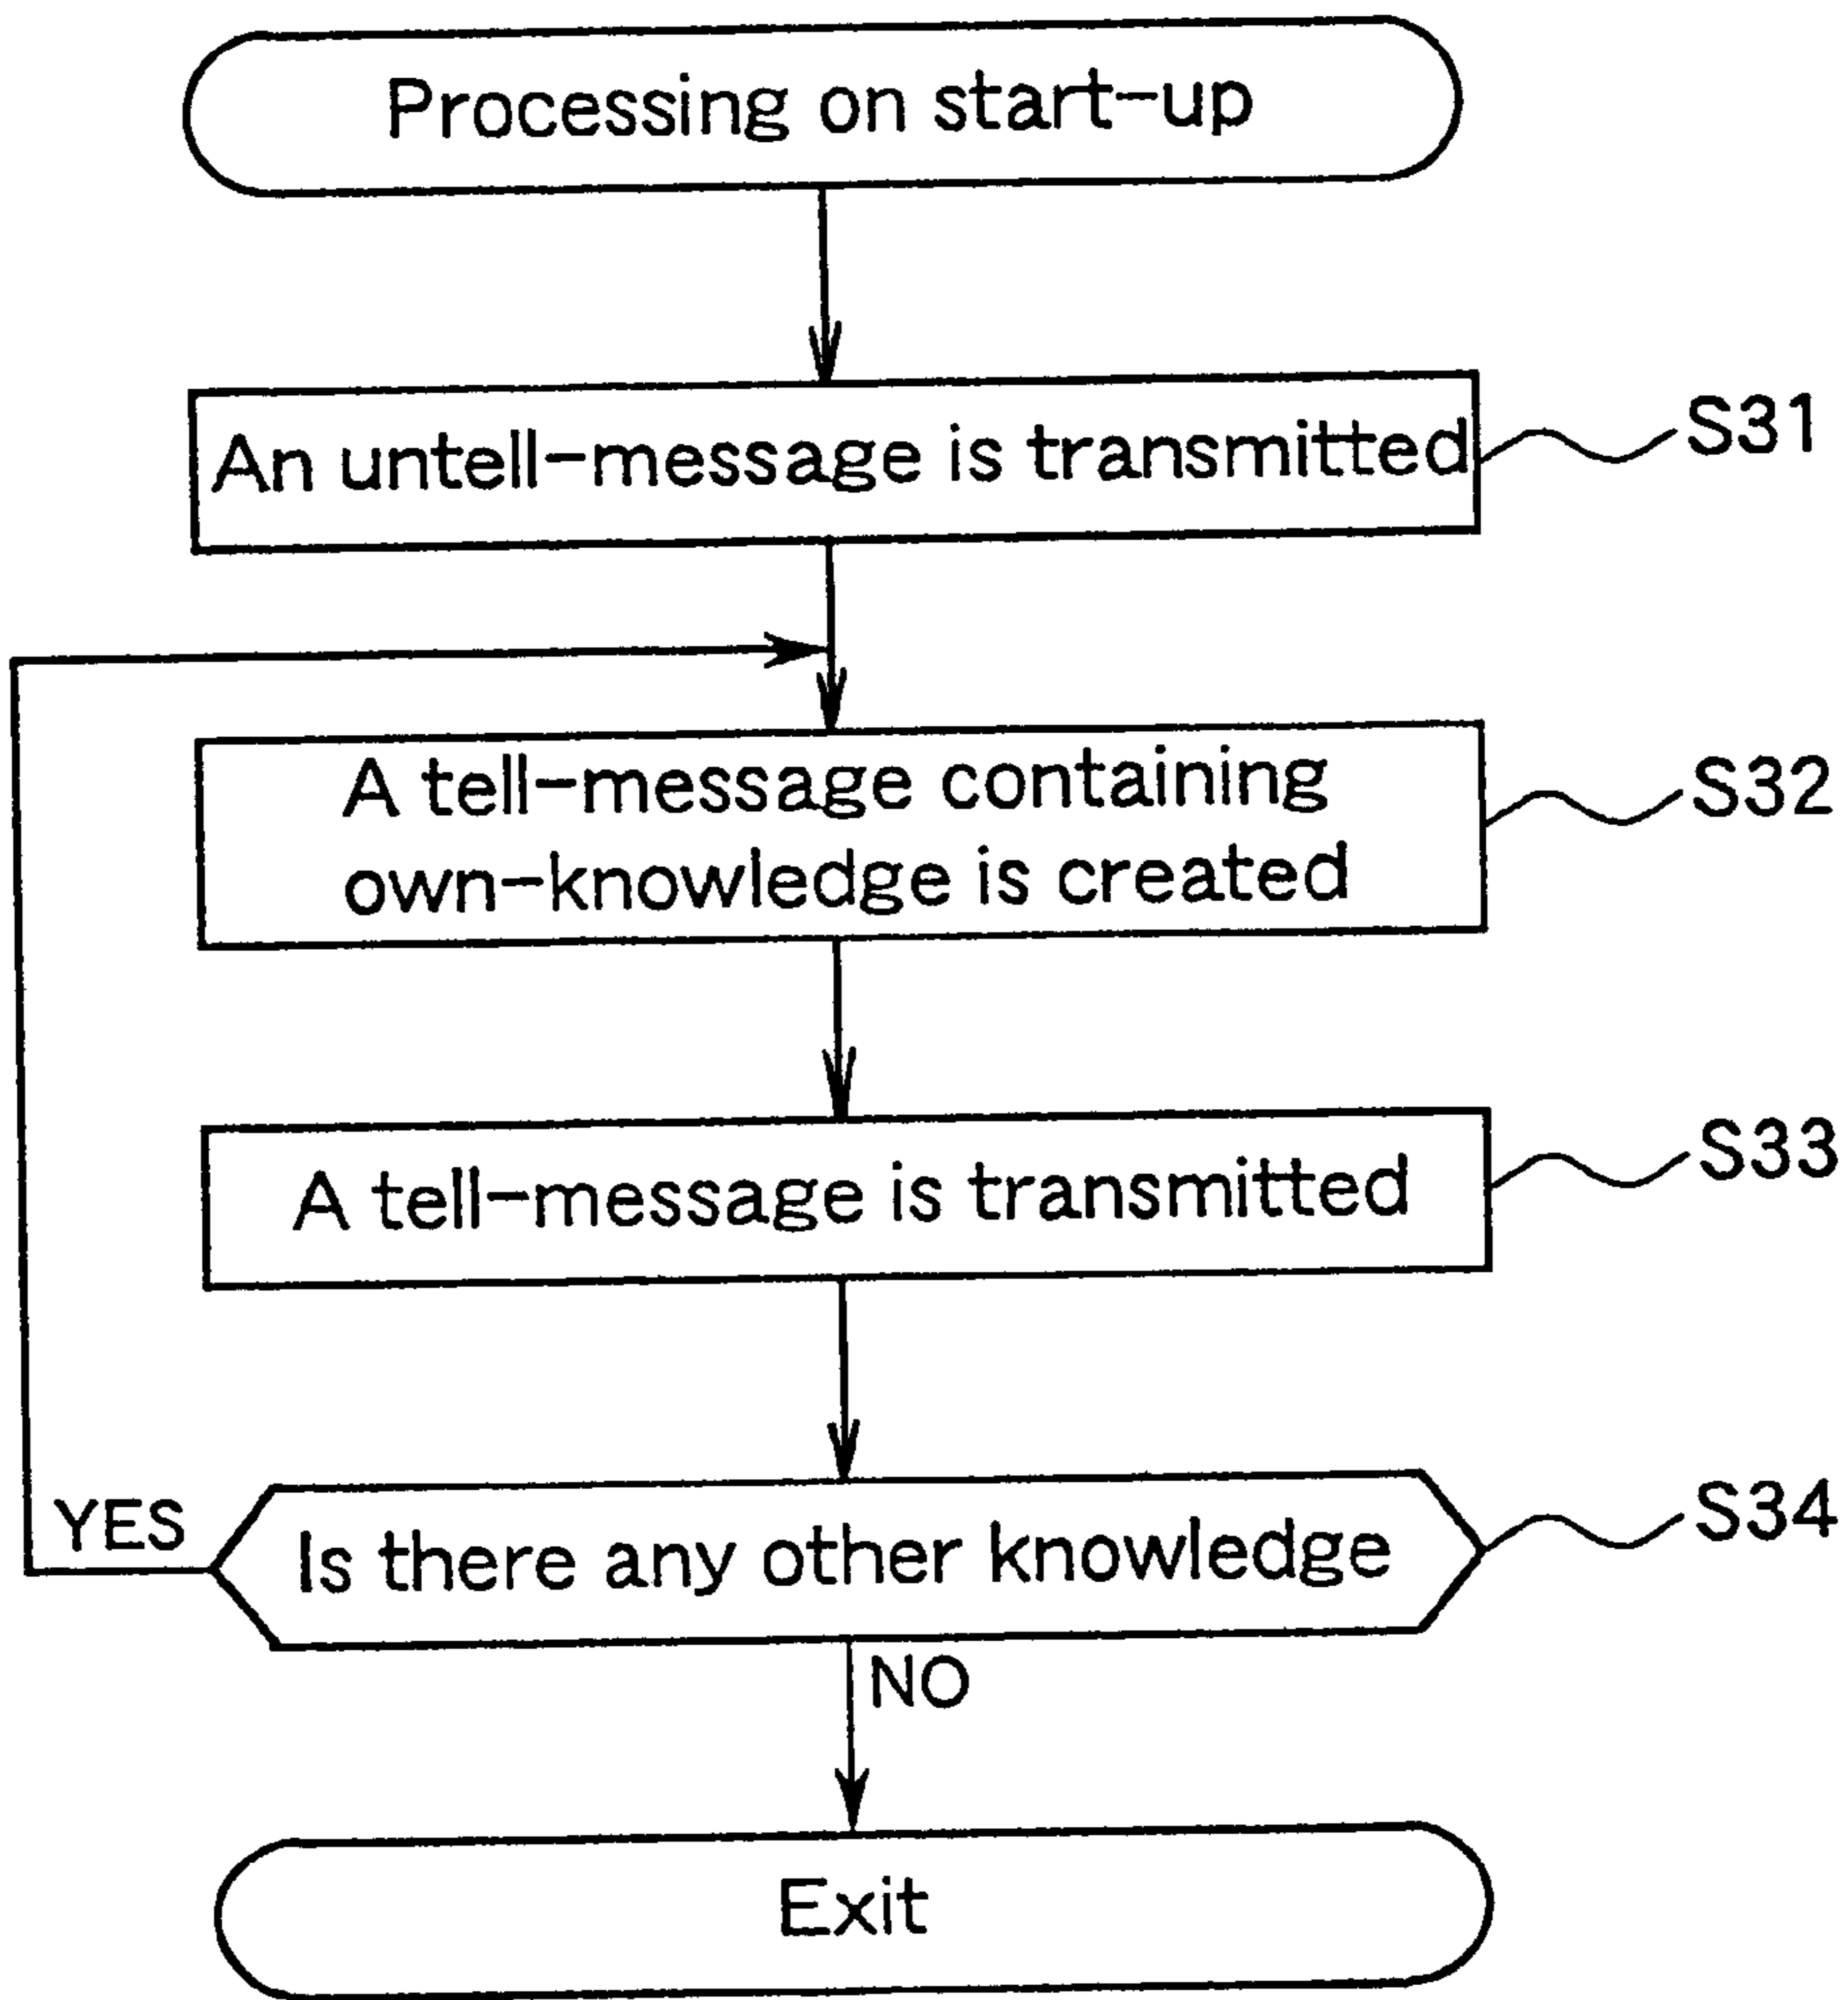 Processing on start-up
An untell-message is transmitted
S31
A tell-message containing
own-knowledge is created
S32
A tell-message is transmitted
S33
YES
Is there any other knowledge
S34
NO
Exit